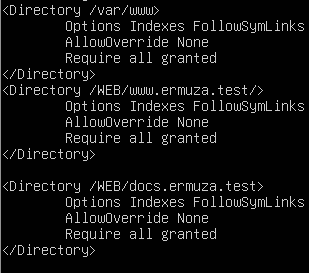 <Directory /var/www>
        Options Indexes FollowSymLinks
        AllowOverride None
        Require all granted
</Directory>
<Directory /WEB/www.ermuza.test/>
        Options Indexes FollowSymLinks
        AllowOverride None
        Require all granted
</Directory>

<Directory /WEB/docs.ermuza.test>
        Options Indexes FollowSymLinks
        AllowOverride None
        Require all granted
</Directory>